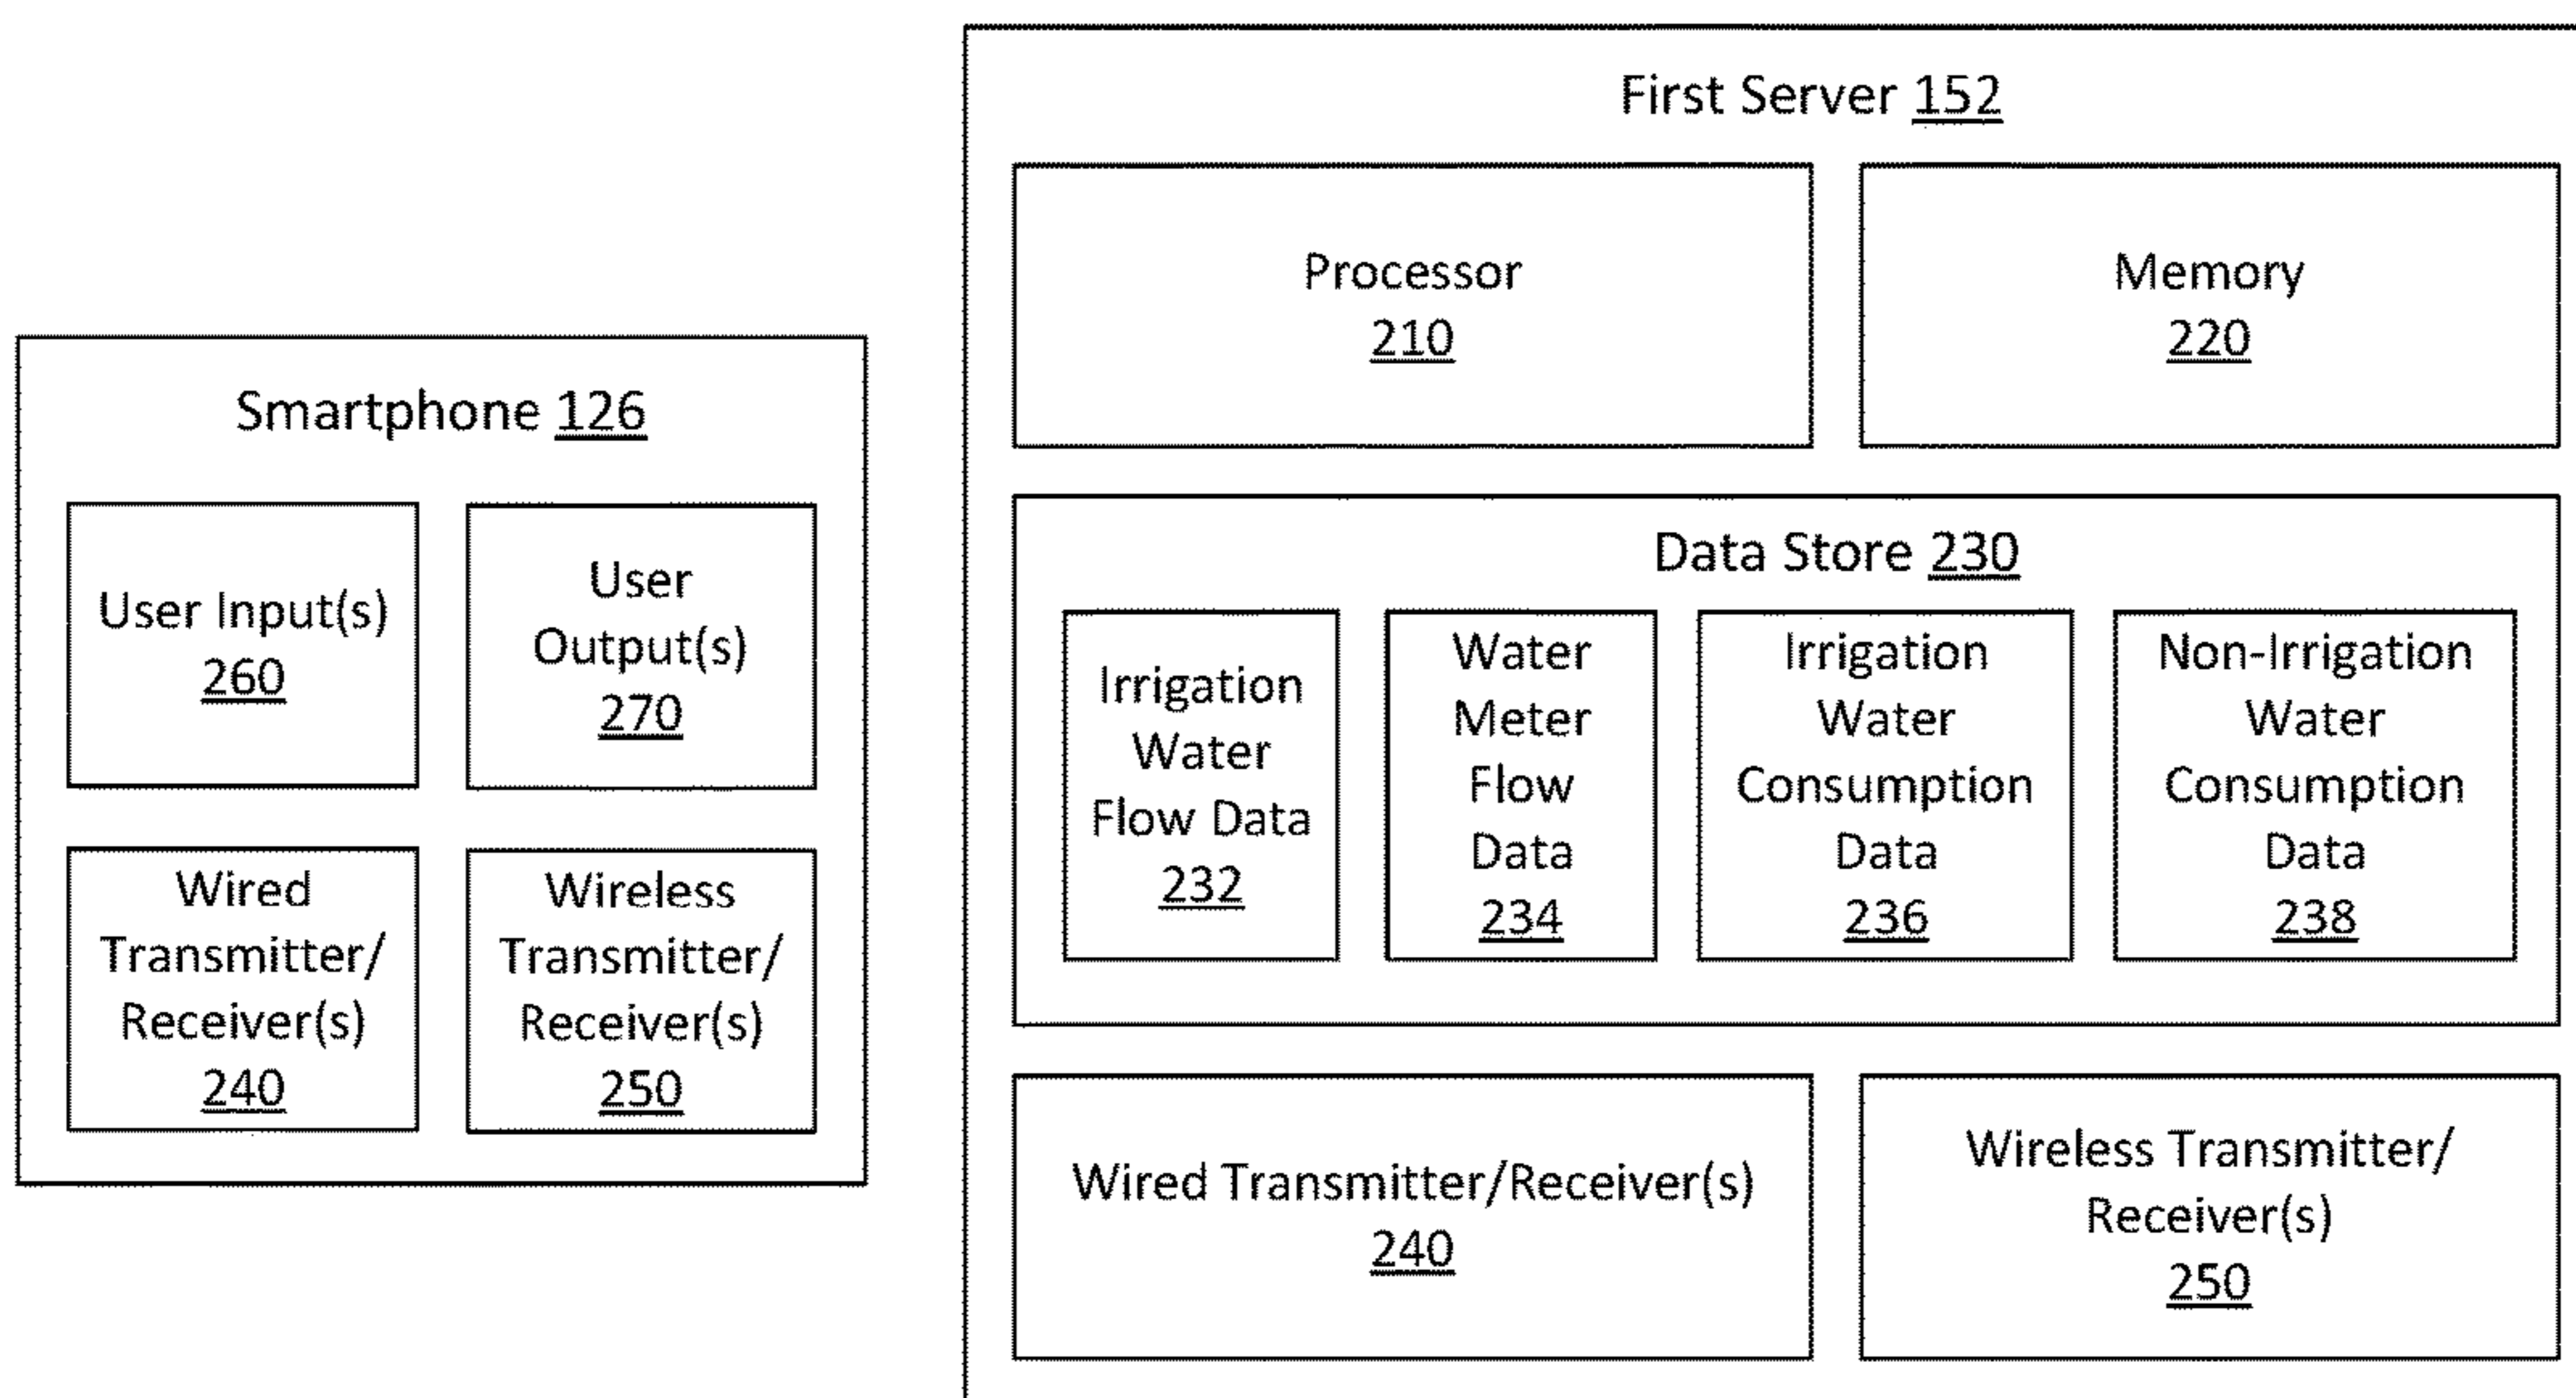 Smartphone 126
User Input(s)
260
User
Output(s)
270
Wired
Transmitter/
Receiver(s)
240
Wireless
Transmitter/
Receiver(s)
250
First Server 152
Processor
210
Memory
220
Data Store 230
Irrigation
Water
Flow Data
232
Water
Meter
Flow
Data
234
Irrigation
Water
Consumption
Data
236
Non-Irrigation
Water
Consumption
Data
238
Wired Transmitter/Receiver(s)
240
Wireless Transmitter/
Receiver(s)
250